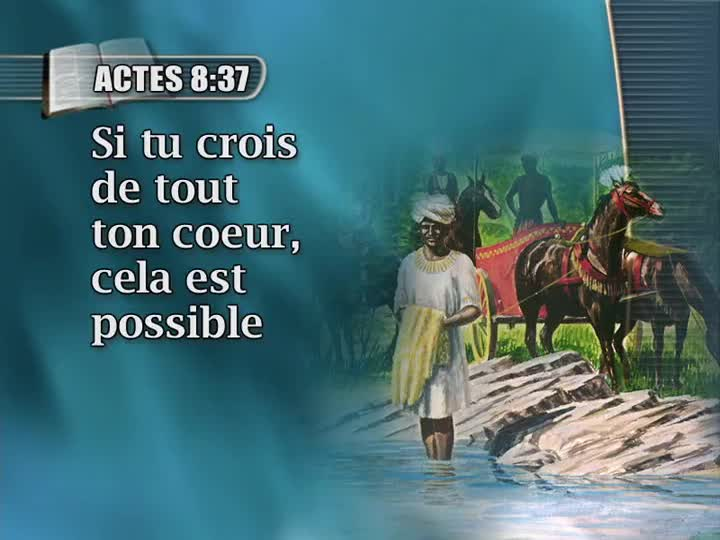 ACTES 8:37
Si tu crois
de tout
ton coeur,
cela est
possible